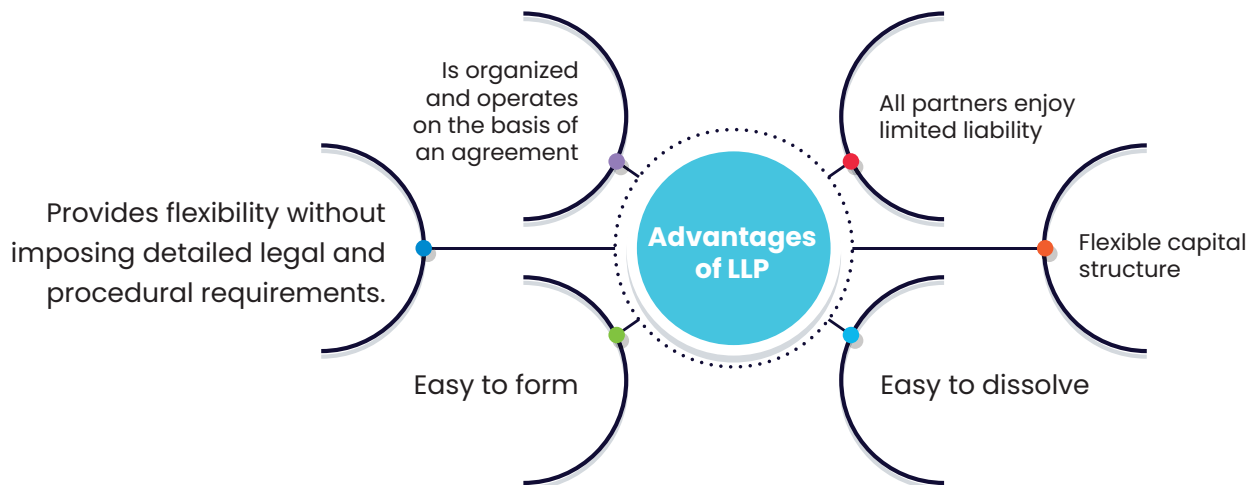 Is organized
and operates
on the basis of
an agreement
All partners enjoy
limited liability
Provides flexibility without
imposing detailed legal and
procedural requirements.
Advantages
of LLP
Flexible capital
structure
Easy to form
Easy to dissolve